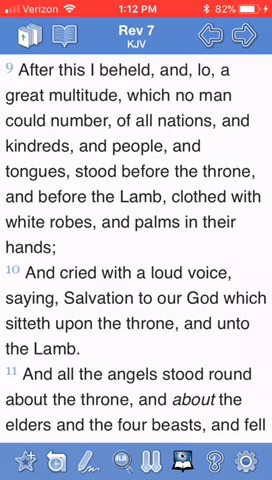 Verizon 1:12 PM 82%
Rev 7
KJV
9 After this I beheld, and, lo, a
great multitude, which no man
could number, of all nations, and
kindreds, and people, and
tongues, stood before the throne,
and before the Lamb, clothed with
white robes, and palms in their
hands;
10 And cried with a loud voice,
saying, Salvation to our God which
sitteth upon the throne, and unto
the Lamb.
11 And all the angels stood round
about the throne, and about the
elders and the four beasts, and fell
BLB